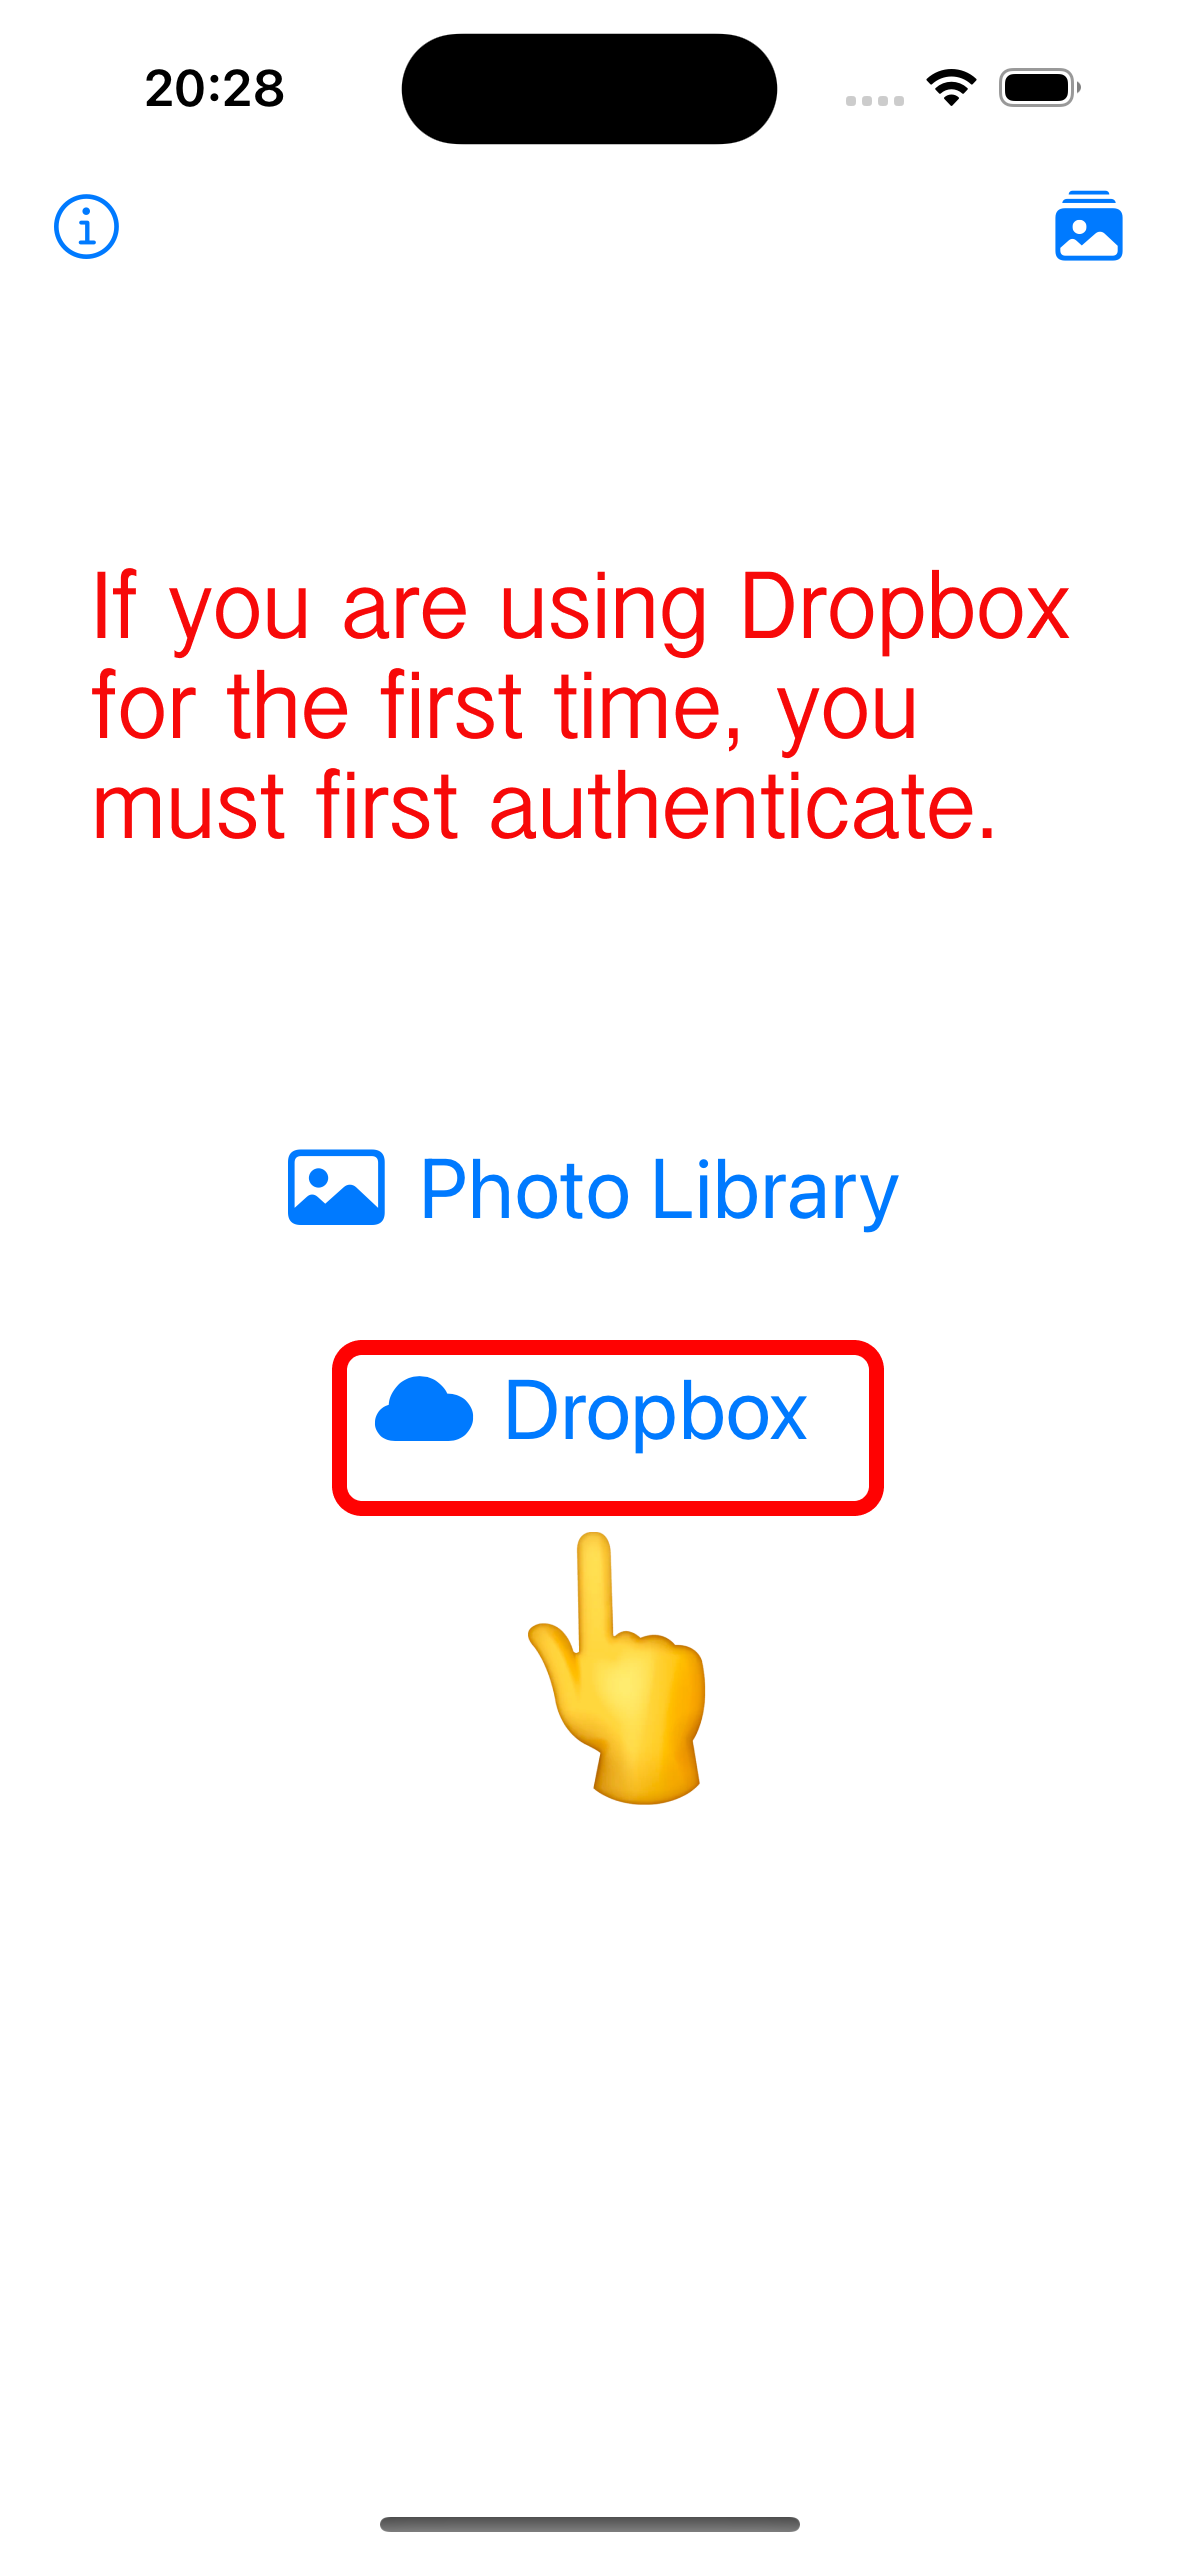 20:28
If you are using Dropbox
for the first time, you
must first authenticate.
Photo Library
Dropbox